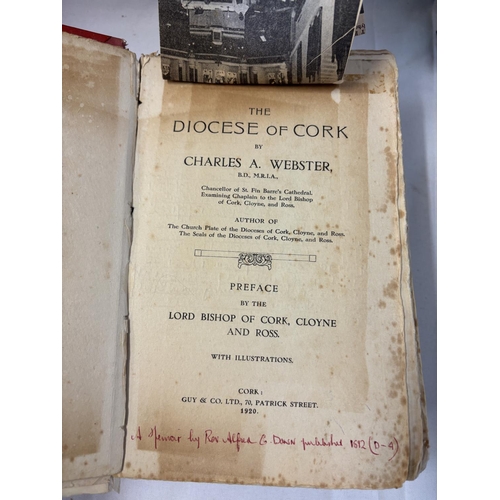 THE
DIOCESE OF CORK
BY
CHARLES A. WEBSTER,
B.D., M.R.I.A.,
Chancellor of St. Fin Barre's Cathedral,
Examining Chaplain to the Lord Bishop
of Cork, Cloyne, and Ross.
AUTHOR OF
The Church Plate of the Dioceses of Cork, Cloyne, and Ross.
The Seals of the Dioceses of Cork, Cloyne, and Ross.
PREFACE
BY THE
LORD BISHOP OF CORK, CLOYNE
AND ROSS.
WITH ILLUSTRATIONS.
CORK:
GUY & CO. LTD., 70, PATRICK STREET.
1920.
A Memoir by Rev Alfred G. published